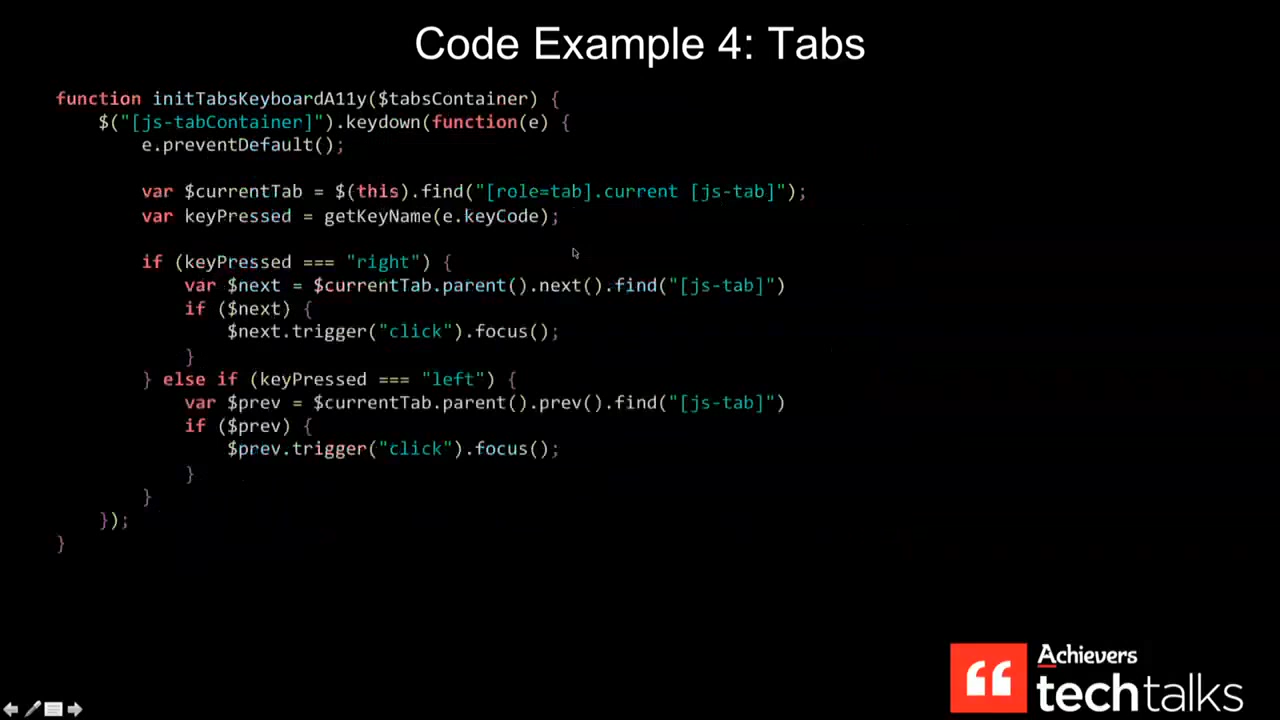 Code Example 4: Tabs
function initTabsKeyboardA11y($tabsContainer) {
    $("[js-tabContainer]").keydown(function(e) {
        e.preventDefault();
        var $currentTab = $(this).find("[role=tab].current [js-tab]");
        var keyPressed = getKeyName(e.keyCode);
        if (keyPressed === "right") {
            var $next = $currentTab.parent().next().find("[js-tab]")
            if ($next) {
                $next.trigger("click").focus();
            }
        } else if (keyPressed === "left") {
            var $prev = $currentTab.parent().prev().find("[js-tab]")
            if ($prev) {
                $prev.trigger("click").focus();
            }
        }
    });
}
Achievers
techtalks